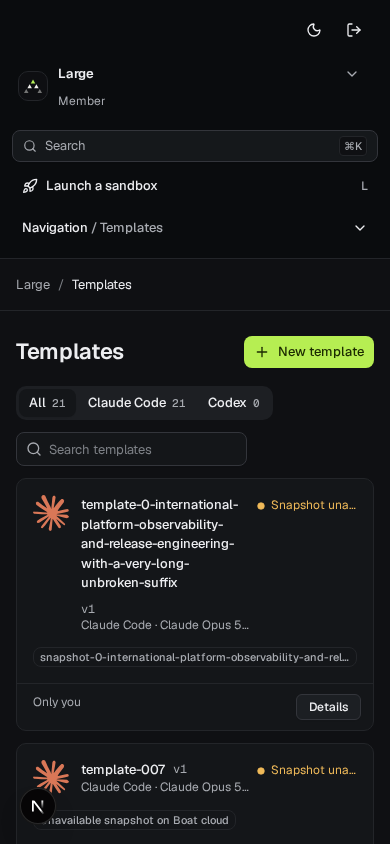 Large
Member
Search ⌘K
Launch a sandbox L
Navigation / Templates
Large / Templates
Templates
+ New template
All 21 Claude Code 21 Codex 0
Search templates
template-0-international-
platform-observability-
and-release-engineering-
with-a-very-long-
unbroken-suffix
Snapshot una…
v1
Claude Code · Claude Opus 5…
snapshot-0-international-platform-observability-and-rel…
Only you
Details
template-007 v1
Snapshot una…
Claude Code · Claude Opus 5…
unavailable snapshot on Boat cloud
N